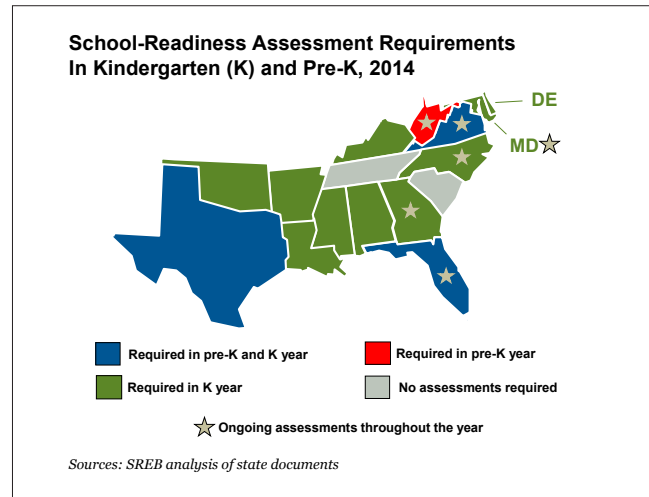 School-Readiness Assessment Requirements
In Kindergarten (K) and Pre-K, 2014
DE
MD
Required in pre-K and K year
Required in pre-K year
Required in K year
No assessments required
Ongoing assessments throughout the year
Sources: SREB analysis of state documents